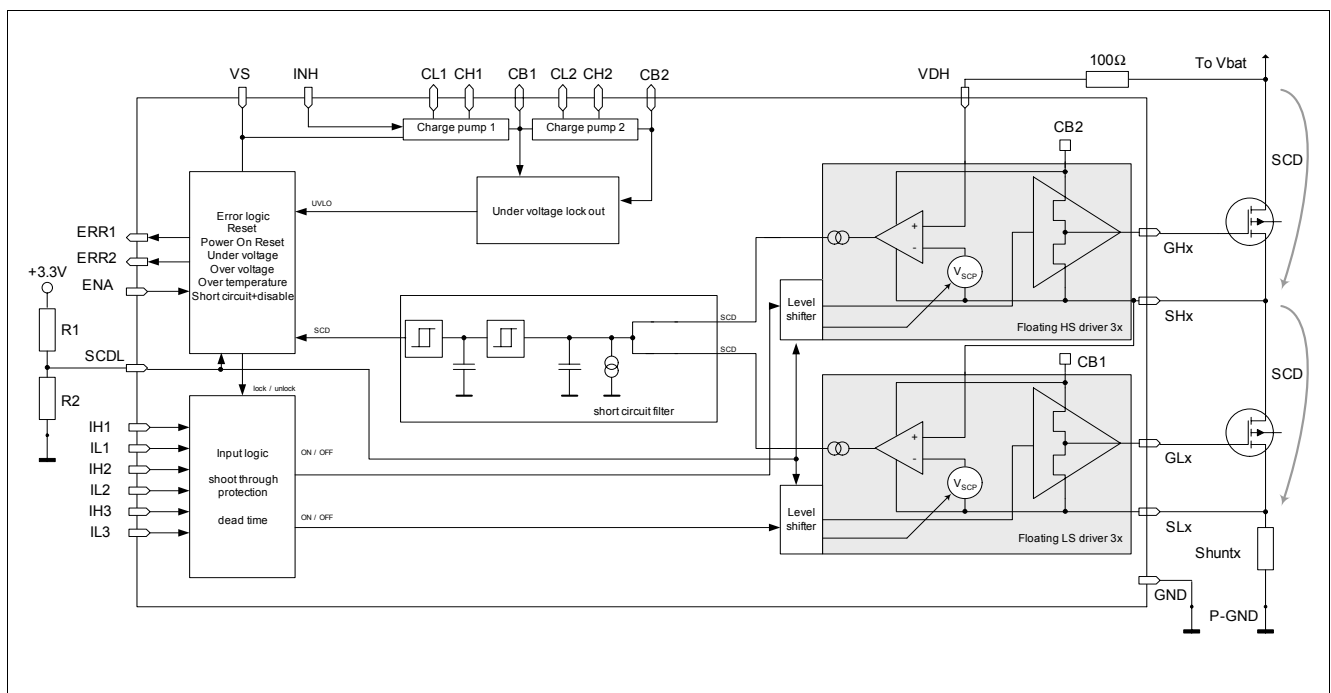 VS
INH
CL1
CH1
CB1
CL2
CH2
CB2
VDH
100Ω
To Vbat
Charge pump 1
Charge pump 2
CB2
SCD
Error logic
Reset
Power On Reset
Under voltage
Over voltage
Over temperature
Short circuit+disable
UVLO
Under voltage lock out
ERR1
ERR2
ENA
+3.3V
R1
SCDL
R2
+
-
VSCP
Level
shifter
Floating HS driver 3x
GHx
SHx
SCD
SCD
SCD
short circuit filter
lock / unlock
CB1
SCD
IH1
IL1
IH2
IL2
IH3
IL3
Input logic
shoot through
protection
dead time
ON / OFF
ON / OFF
+
-
VSCP
Level
shifter
Floating LS driver 3x
GLx
SLx
Shuntx
GND
P-GND